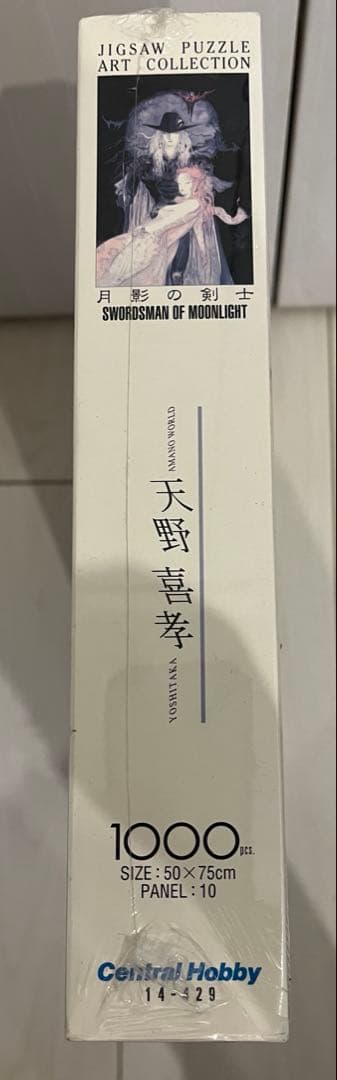 JIGSAW PUZZLE
ART COLLECTION
月影の剣士
SWORDSMAN OF MOONLIGHT
AMANO WORLD
天野喜孝
YOSHITAKA
1000pcs.
SIZE:50×75cm
PANEL:10
Central Hobby
14-429